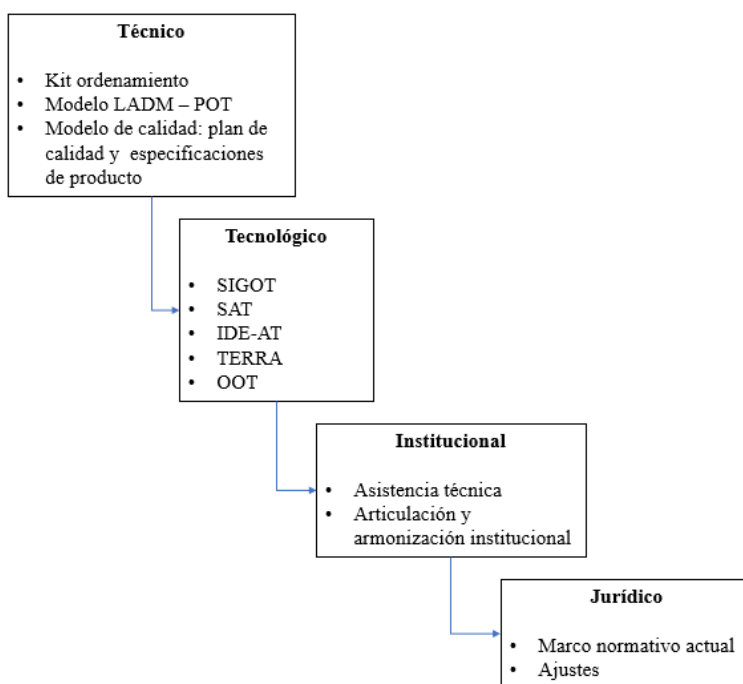 Técnico
• Kit ordenamiento
• Modelo LADM – POT
• Modelo de calidad: plan de
calidad y especificaciones
de producto
Tecnológico
• SIGOT
• SAT
• IDE-AT
• TERRA
• OOT
Institucional
• Asistencia técnica
• Articulación y
armonización institucional
Jurídico
• Marco normativo actual
• Ajustes